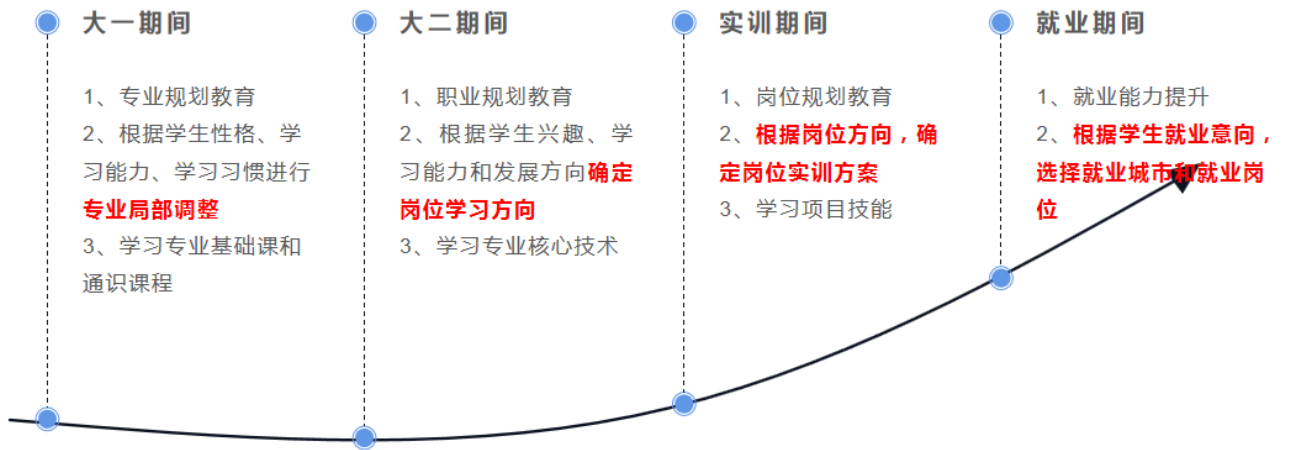 大一期间
1、专业规划教育
2、根据学生性格、学
习能力、学习习惯进行
专业局部调整
3、学习专业基础课和
通识课程
大二期间
1、职业规划教育
2、根据学生兴趣、学
习能力和发展方向确定
岗位学习方向
3、学习专业核心技术
实训期间
1、岗位规划教育
2、根据岗位方向，确
定岗位实训方案
3、学习项目技能
就业期间
1、就业能力提升
2、根据学生就业意向，
选择就业城市和就业岗
位